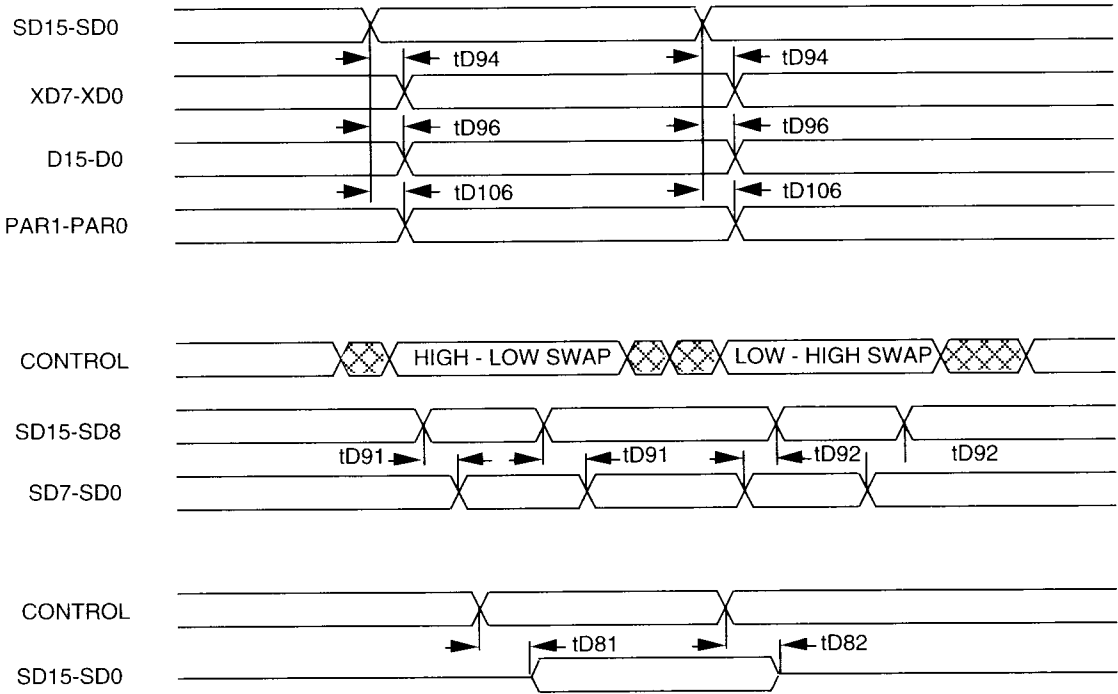 SD15-SD0
tD94 tD94
XD7-XD0
tD96 tD96
D15-D0
tD106 tD106
PAR1-PAR0
CONTROL HIGH - LOW SWAP LOW - HIGH SWAP
SD15-SD8
tD91 tD91 tD92 tD92
SD7-SD0
CONTROL
tD81 tD82
SD15-SD0